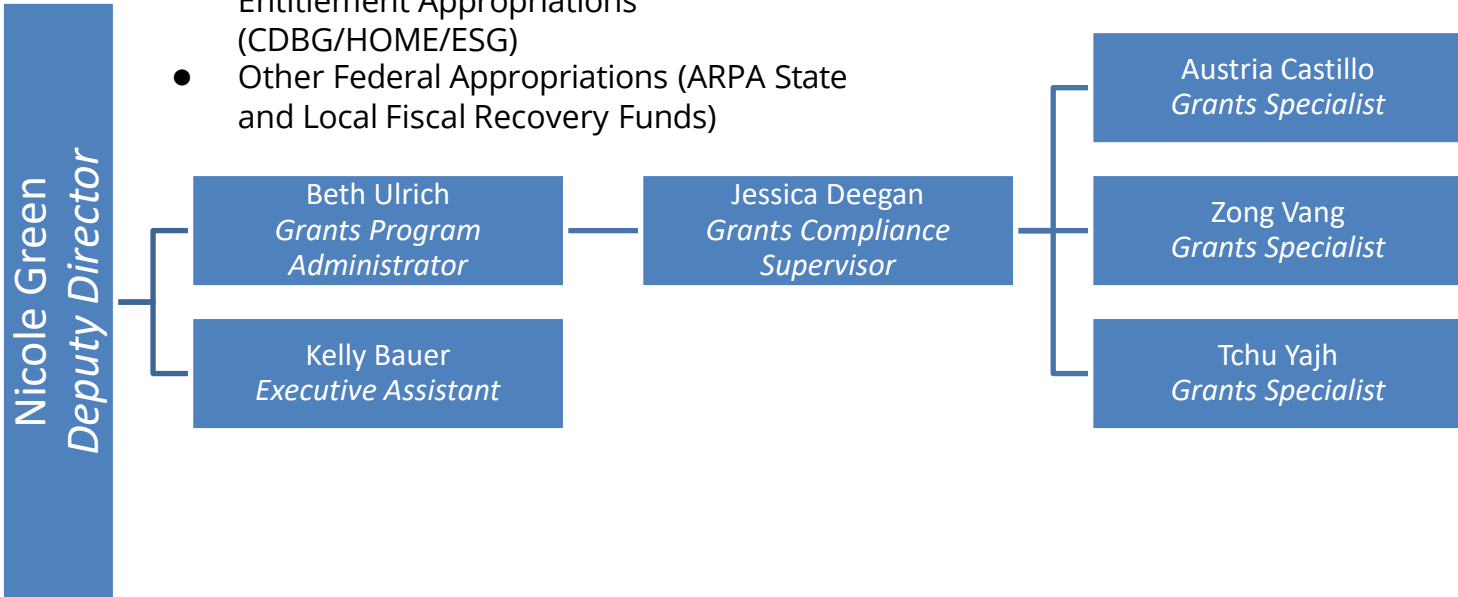 Entitlement Appropriations
(CDBG/HOME/ESG)
● Other Federal Appropriations (ARPA State
and Local Fiscal Recovery Funds)
Nicole Green
Deputy Director
Beth Ulrich
Grants Program
Administrator
Kelly Bauer
Executive Assistant
Jessica Deegan
Grants Compliance
Supervisor
Austria Castillo
Grants Specialist
Zong Vang
Grants Specialist
Tchu Yajh
Grants Specialist